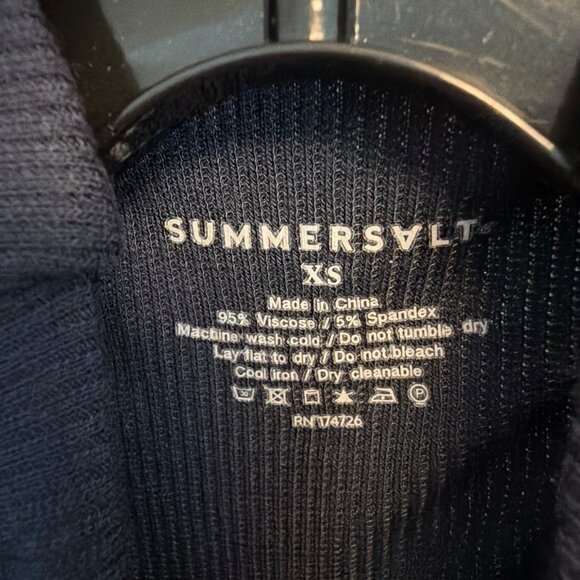 SUMMERSALT
XS
Made in China
95% Viscose / 5% Spandex
Machine wash cold / Do not tumble dry
Lay flat to dry / Do not bleach
Cool iron / Dry cleanable
30° P
RN 174726